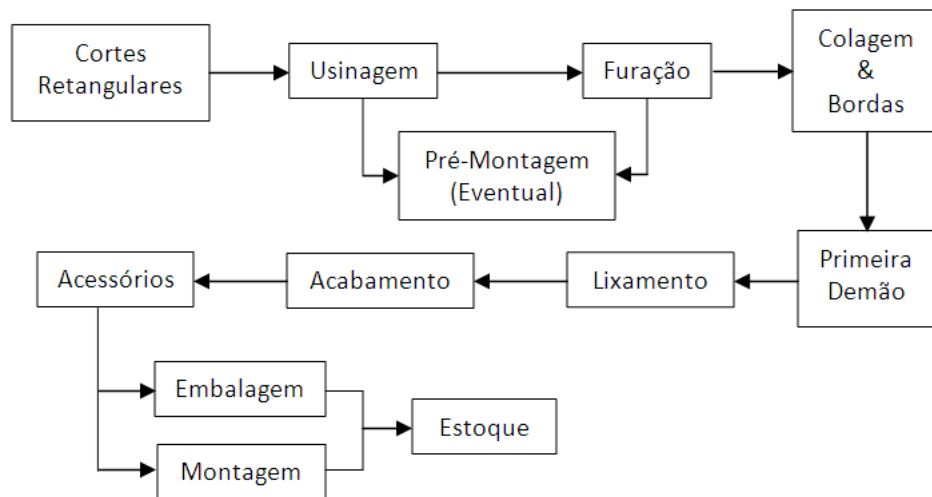 Cortes
Retangulares
Usinagem
Furação
Colagem
&
Bordas
Pré-Montagem
(Eventual)
Primeira
Demão
Lixamento
Acabamento
Acessórios
Embalagem
Montagem
Estoque